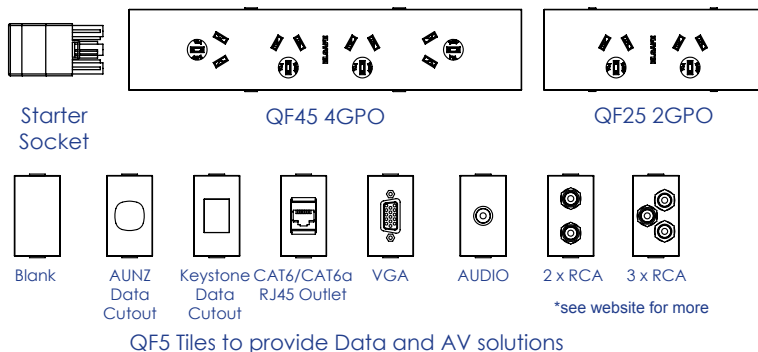 Starter
Socket
QF45 4GPO
QF25 2GPO
Blank
AUNZ
Data
Cutout
Keystone
Data
Cutout
CAT6/CAT6a
RJ45 Outlet
VGA
AUDIO
2 x RCA
3 x RCA
*see website for more
QF5 Tiles to provide Data and AV solutions